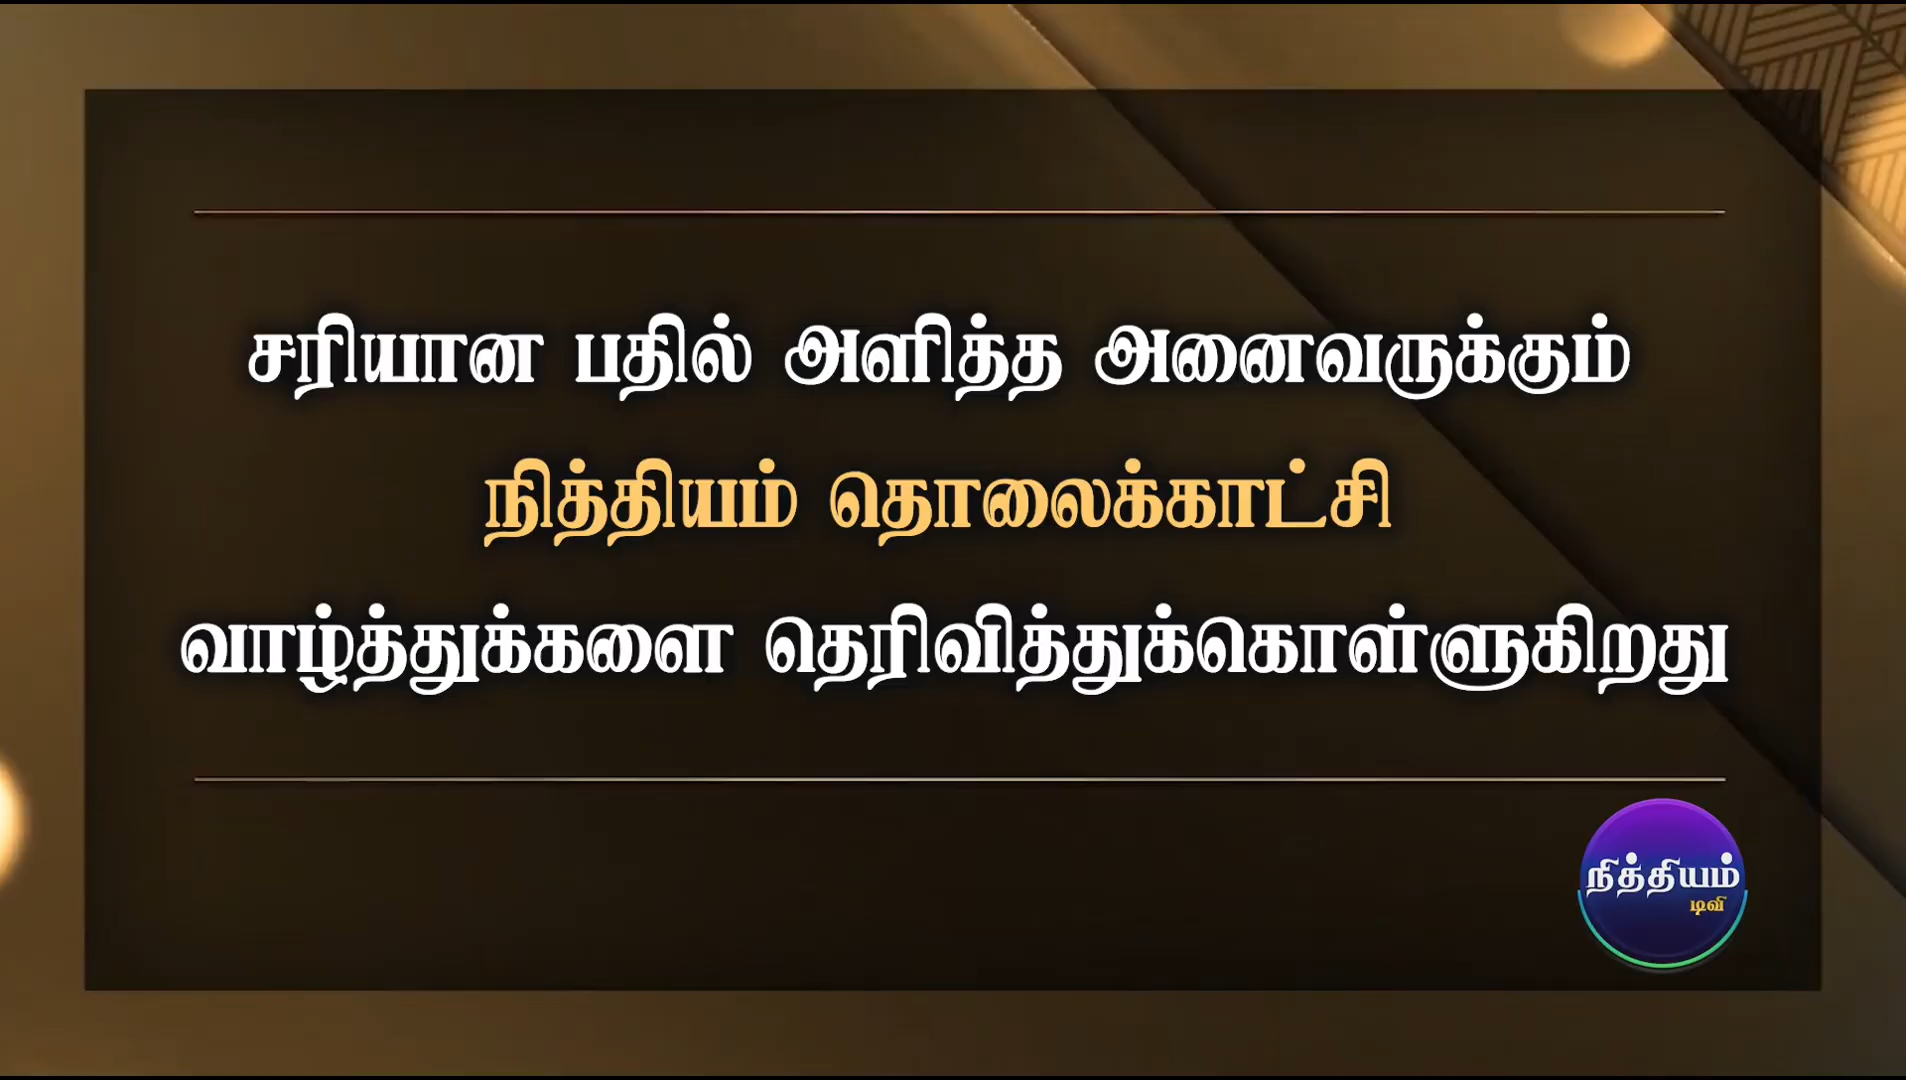 சரியான பதில் அளித்த அனைவருக்கும்
நித்தியம் தொலைக்காட்சி
வாழ்த்துக்களை தெரிவித்துக்கொள்ளுகிறது
நித்தியம்
டிவி